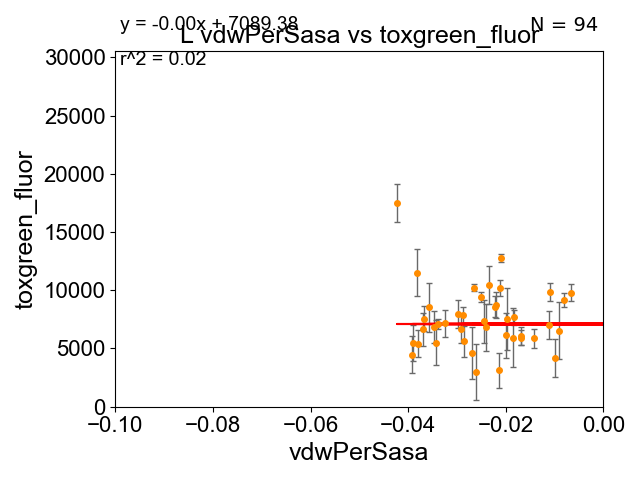 y = -0.00x + 7089.38
N = 94
L vdwPerSasa vs toxgreen_fluor
r^2 = 0.02
30000
25000
20000
15000
10000
5000
0
toxgreen_fluor
−0.10 −0.08 −0.06 −0.04 −0.02 0.00
vdwPerSasa